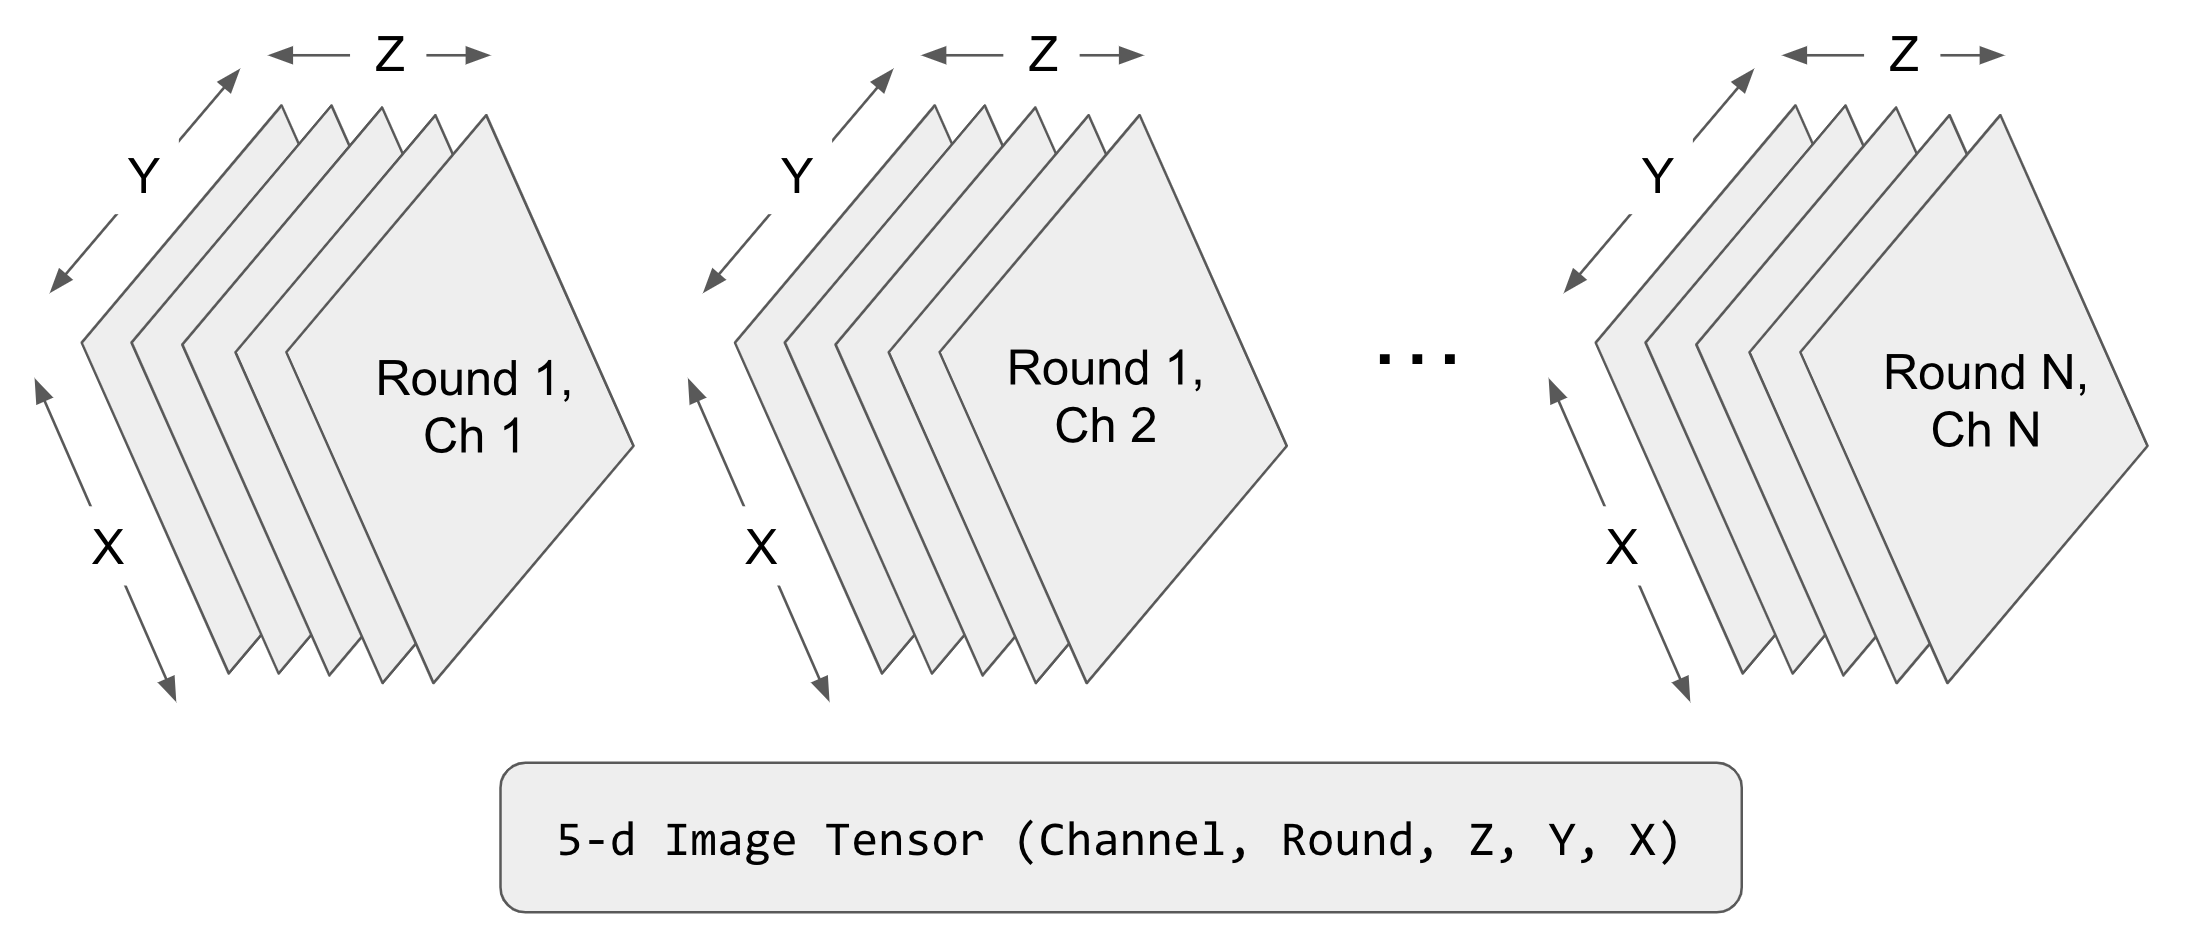 Z
Y
Round 1,
Ch 1
X
Z
Y
Round 1,
Ch 2
X
...
Z
Y
Round N,
Ch N
X
5-d Image Tensor (Channel, Round, Z, Y, X)